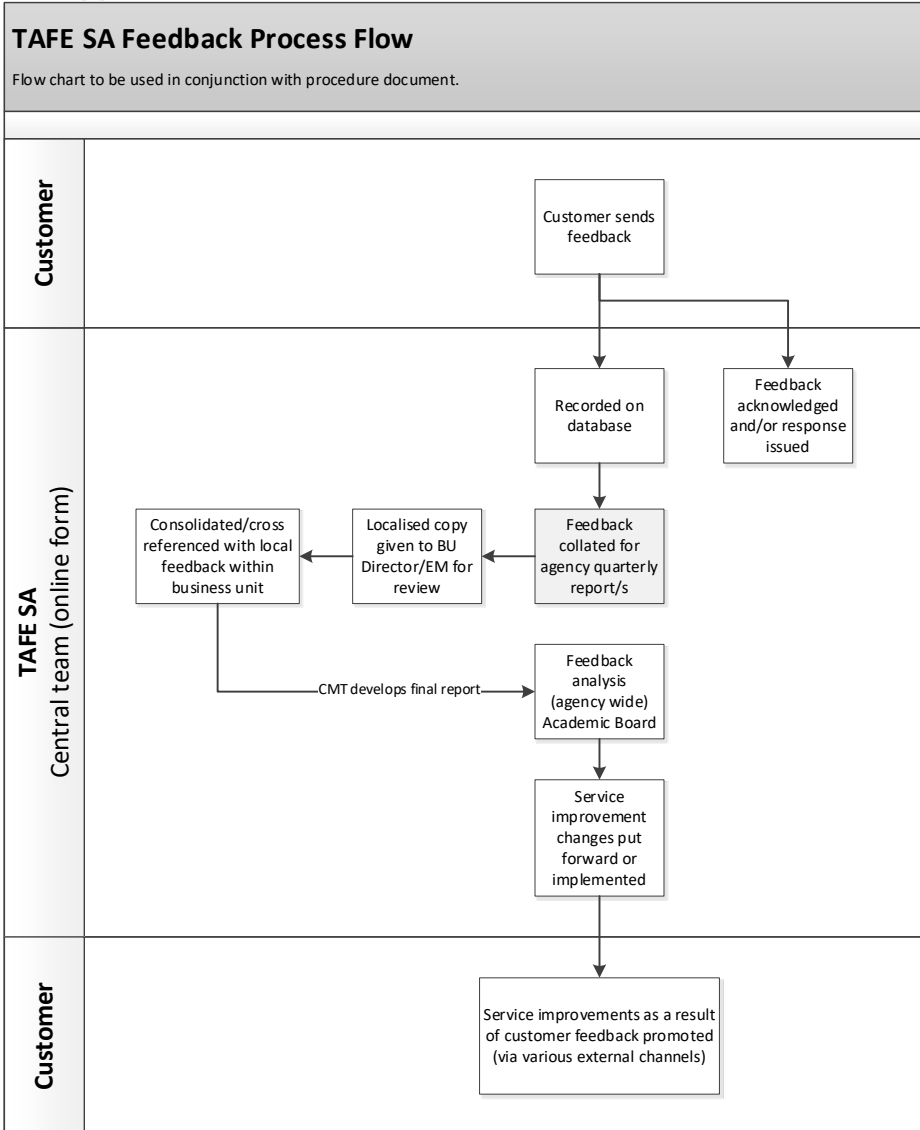 TAFE SA Feedback Process Flow
Flow chart to be used in conjunction with procedure document.
Customer
Customer sends
feedback
TAFE SA
Central team (online form)
Recorded on
database
Feedback
acknowledged
and/or response
issued
Consolidated/cross
referenced with local
feedback within
business unit
Localised copy
given to BU
Director/EM for
review
Feedback
collated for
agency quarterly
report/s
CMT develops final report
Feedback
analysis
(agency wide)
Academic Board
Service
improvement
changes put
forward or
implemented
Customer
Service improvements as a result
of customer feedback promoted
(via various external channels)